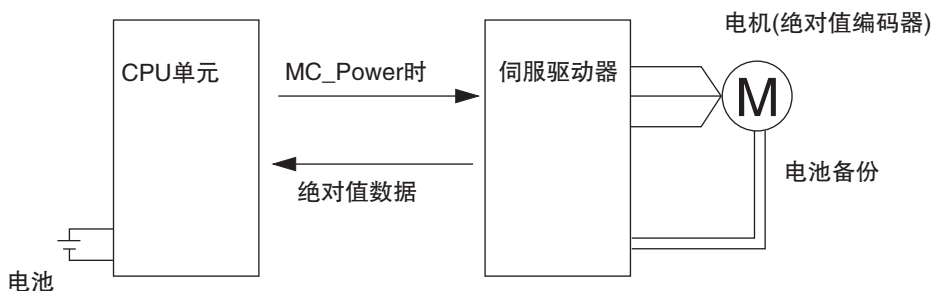 电机(绝对值编码器)
CPU单元
MC_Power时
伺服驱动器
M
绝对值数据
电池备份
电池